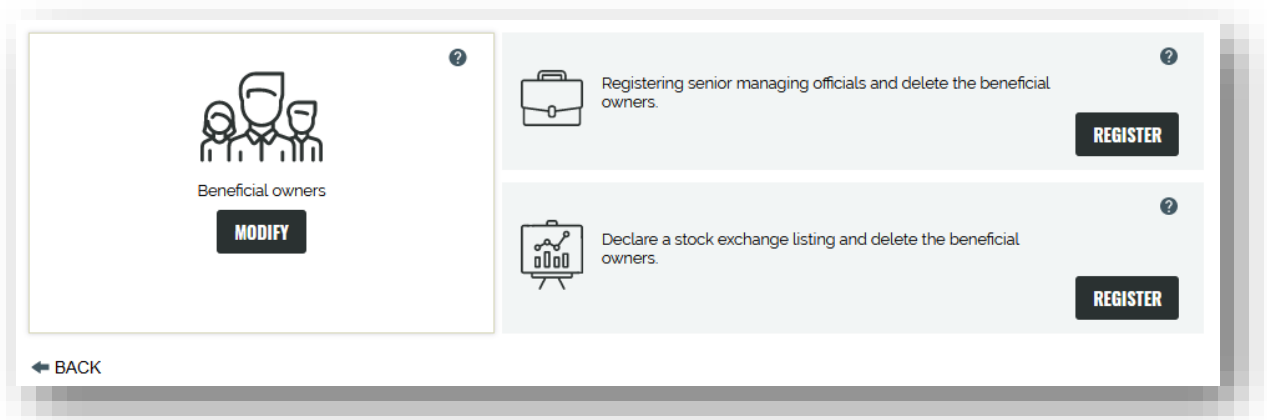 Beneficial owners
MODIFY
Registering senior managing officials and delete the beneficial
owners.
REGISTER
Declare a stock exchange listing and delete the beneficial
owners.
REGISTER
BACK